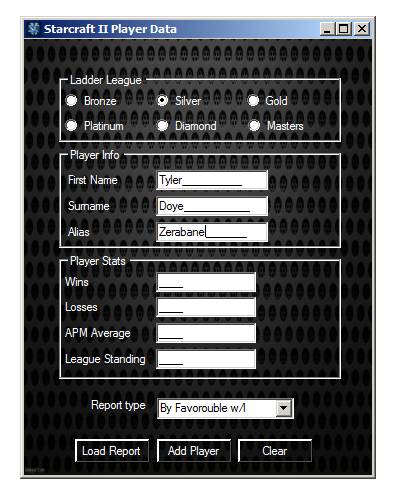 Starcraft II Player Data
Ladder League
Bronze Silver Gold
Platinum Diamond Masters
Player Info
First Name Tyler__________
Surname Doye___________
Alias Zerabane_______
Player Stats
Wins ____
Losses ____
APM Average ____
League Standing ____
Report type By Favorouble w/l
Load Report Add Player Clear